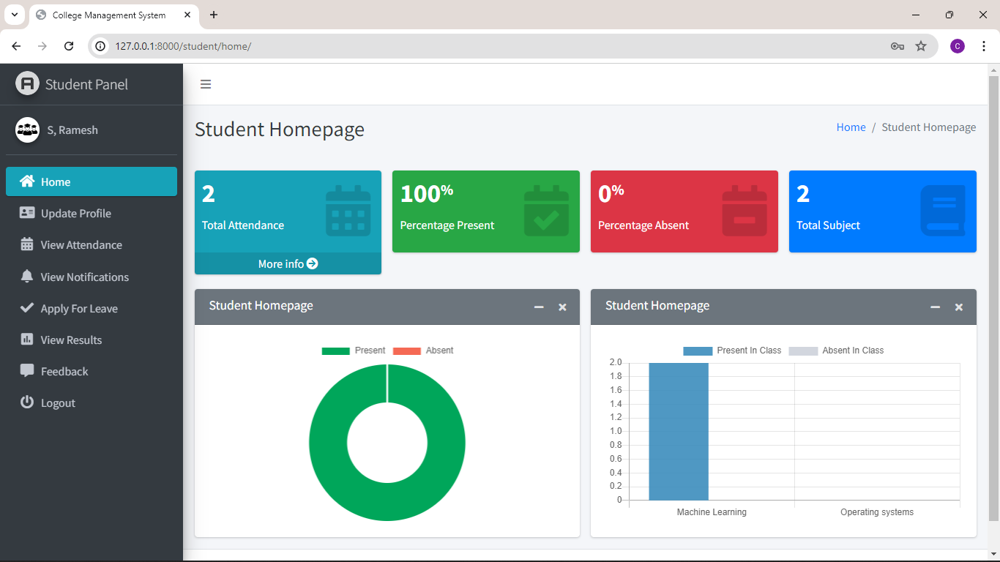 College Management System
127.0.0.1:8000/student/home/
C
Student Panel
S, Ramesh
Home
Update Profile
View Attendance
View Notifications
Apply For Leave
View Results
Feedback
Logout
Student Homepage
Home / Student Homepage
2
Total Attendance
More info
100%
Percentage Present
0%
Percentage Absent
2
Total Subject
Student Homepage
Present Absent
Student Homepage
Present In Class Absent In Class
2.0
1.8
1.6
1.4
1.2
1.0
0.8
0.6
0.4
0.2
0
Machine Learning Operating systems